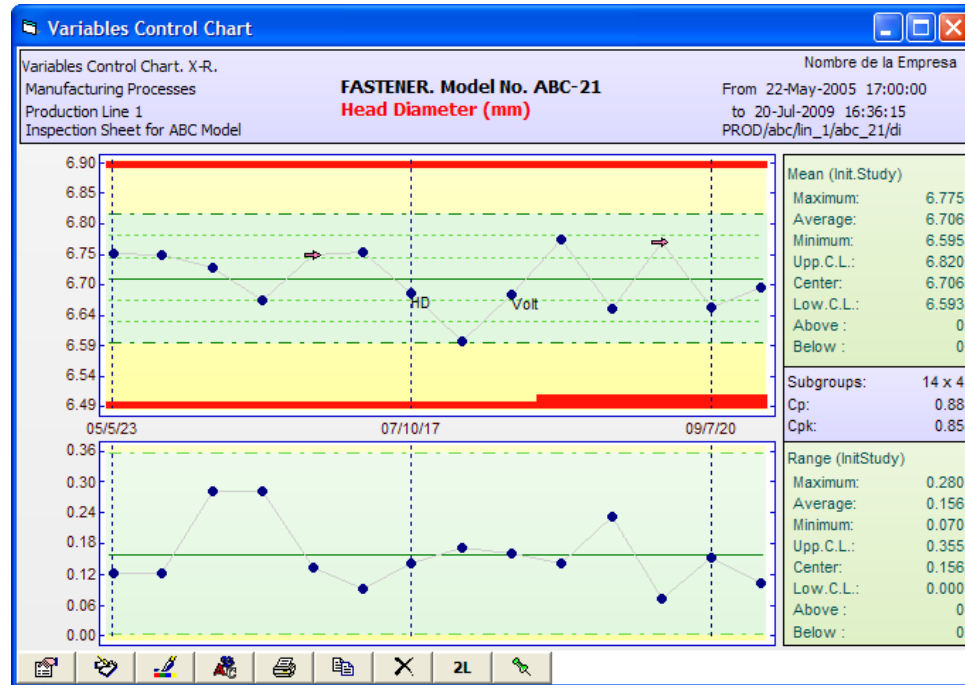 Variables Control Chart
Variables Control Chart. X-R.
Manufacturing Processes
Production Line 1
Inspection Sheet for ABC Model
FASTENER. Model No. ABC-21
Head Diameter (mm)
Nombre de la Empresa
From 22-May-2005 17:00:00
to 20-Jul-2009 16:36:15
PROD/abc/lin_1/abc_21/di
6.90
6.85
6.80
6.75
6.70
6.64
6.59
6.54
6.49
HD
Volt
05/5/23 07/10/17 09/7/20
Mean (Init.Study)
Maximum: 6.775
Average: 6.706
Minimum: 6.595
Upp.C.L.: 6.820
Center: 6.706
Low.C.L.: 6.593
Above : 0
Below : 0
Subgroups: 14 x 4
Cp: 0.88
Cpk: 0.85
0.36
0.30
0.24
0.18
0.12
0.06
0.00
Range (InitStudy)
Maximum: 0.280
Average: 0.156
Minimum: 0.070
Upp.C.L.: 0.355
Center: 0.156
Low.C.L.: 0.000
Above : 0
Below : 0
2L